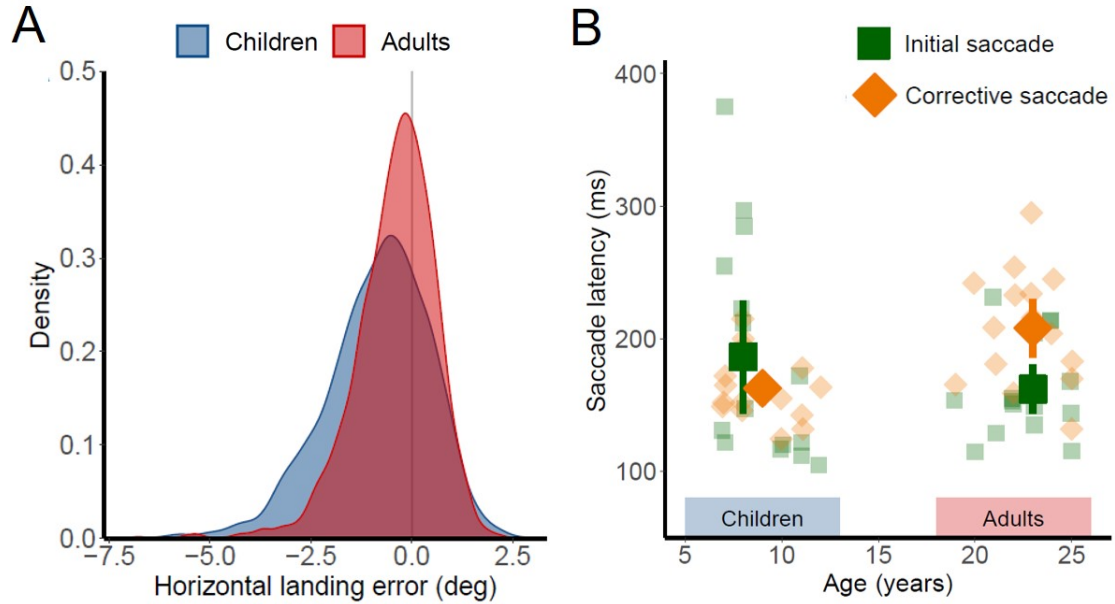 A
Children
Adults
0.5
0.4
0.3
0.2
0.1
0.0
Density
−7.5
−5.0
−2.5
0.0
2.5
Horizontal landing error (deg)
B
Initial saccade
Corrective saccade
400
300
200
100
Saccade latency (ms)
Children
Adults
5
10
15
20
25
Age (years)